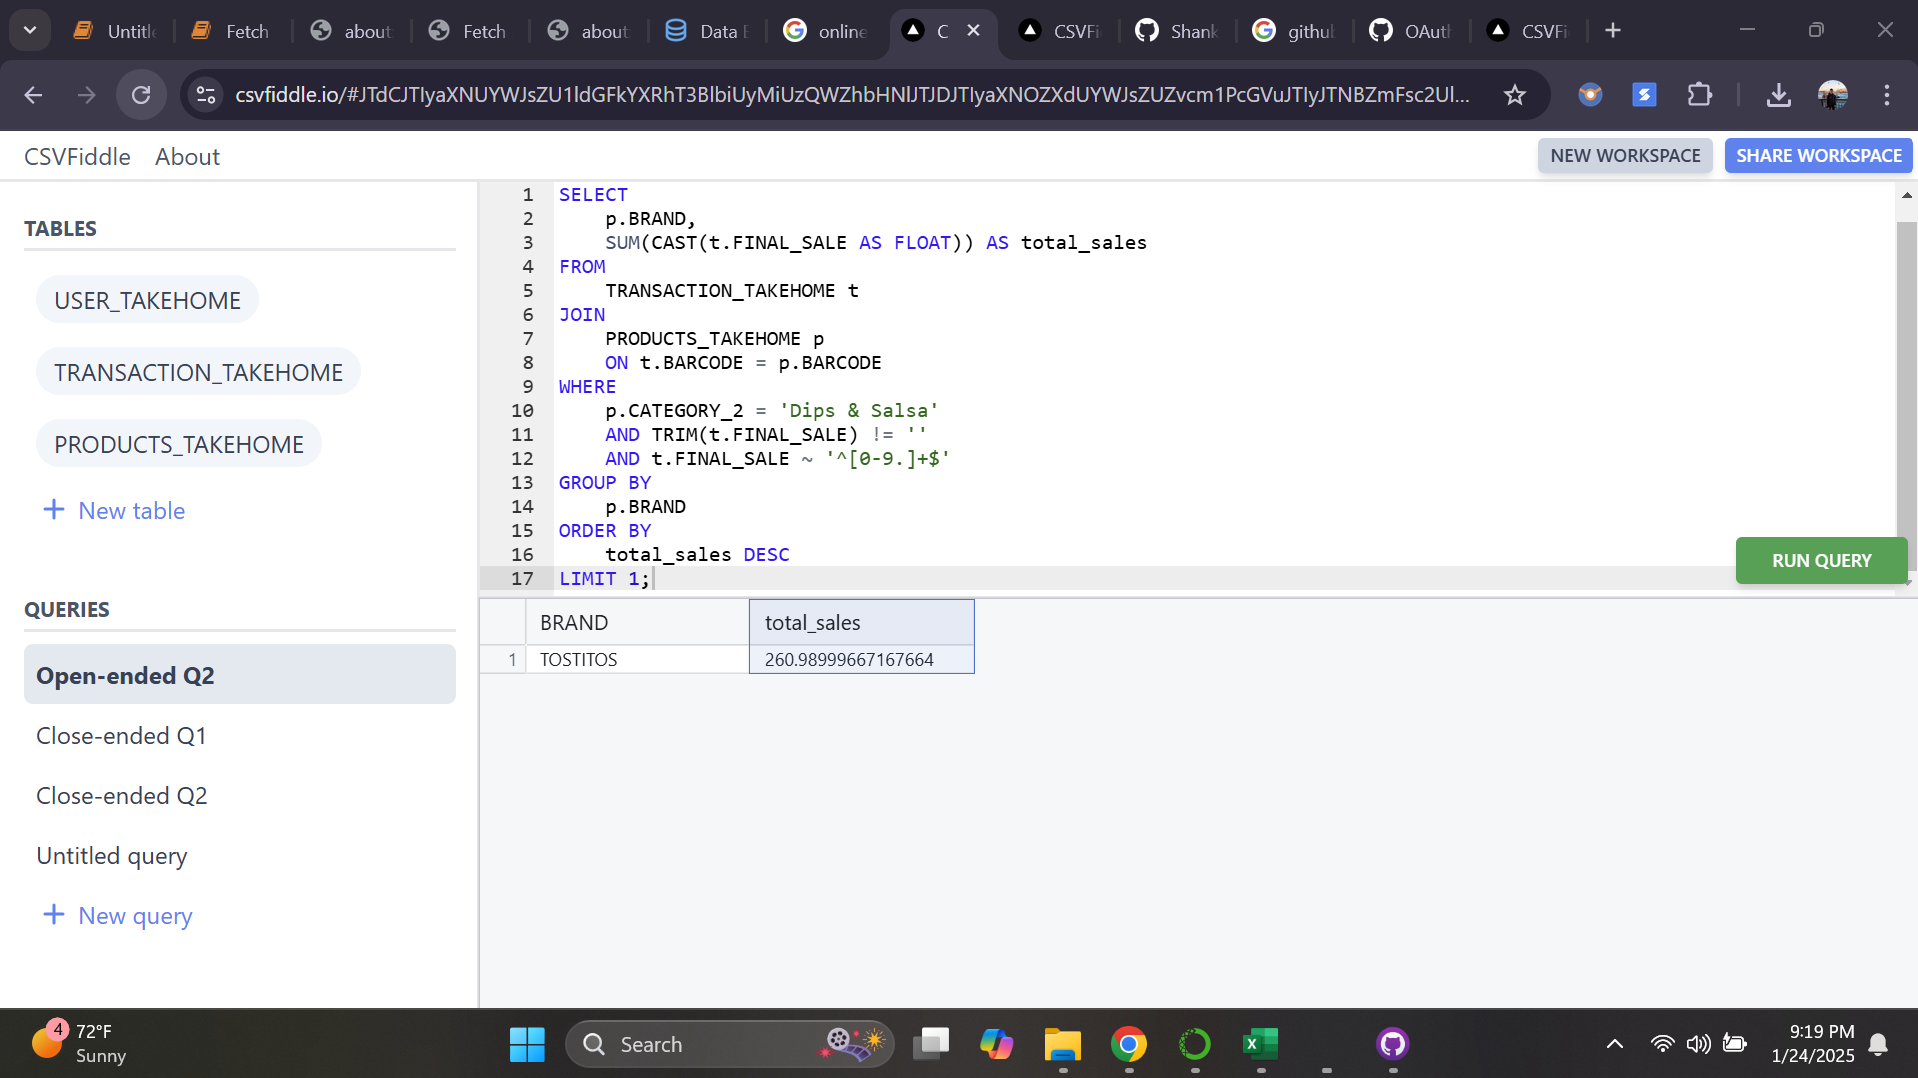 Untitle
Fetch
about
Fetch
about
Data E
online
C
CSVFi
Shank
github
OAuth
CSVFi
csvfiddle.io/#JTdCJTIyaXNUYWJsZU1ldGFkYXRhT3BlbiUyMiUzQWZhbHNlJTJDJTIyaXNOZXdUYWJsZUZvcm1PcGVuJTIyJTNBZmFsc2Ul...
CSVFiddle
About
NEW WORKSPACE
SHARE WORKSPACE
TABLES
USER_TAKEHOME
TRANSACTION_TAKEHOME
PRODUCTS_TAKEHOME
+ New table
QUERIES
Open-ended Q2
Close-ended Q1
Close-ended Q2
Untitled query
+ New query
1 SELECT
2 p.BRAND,
3 SUM(CAST(t.FINAL_SALE AS FLOAT)) AS total_sales
4 FROM
5 TRANSACTION_TAKEHOME t
6 JOIN
7 PRODUCTS_TAKEHOME p
8 ON t.BARCODE = p.BARCODE
9 WHERE
10 p.CATEGORY_2 = 'Dips & Salsa'
11 AND TRIM(t.FINAL_SALE) != ''
12 AND t.FINAL_SALE ~ '^[0-9.]+$'
13 GROUP BY
14 p.BRAND
15 ORDER BY
16 total_sales DESC
17 LIMIT 1;
RUN QUERY
BRAND total_sales
1 TOSTITOS 260.98999667167664
4
72°F
Sunny
Search
9:19 PM
1/24/2025